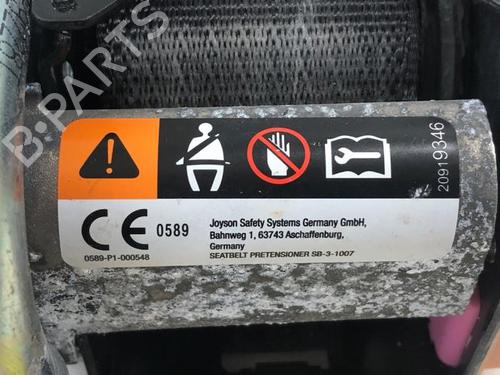 B-PARTS
20919346
CE 0589
0589-P1-000548
Joyson Safety Systems Germany GmbH,
Bahnweg 1, 63743 Aschaffenburg,
Germany
SEATBELT PRETENSIONER SB-3-1007